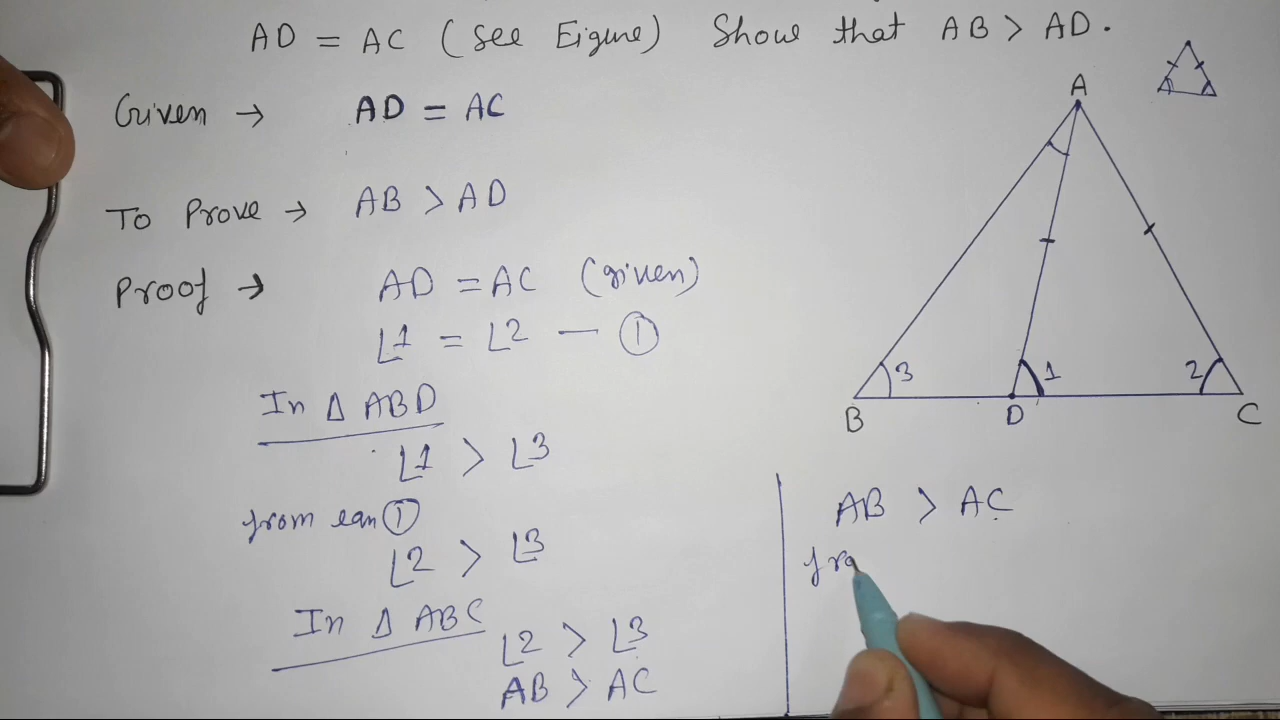 AD = AC (See Figure) Show that AB > AD.
Given → AD = AC
To Prove → AB > AD
Proof → AD = AC (given)
∠1 = ∠2 — ①
In Δ ABD
∠1 > ∠3
from eqn ①
∠2 > ∠3
In Δ ABC
∠2 > ∠3
AB > AC
A
3
1
2
B
D
C
AB > AC
fro